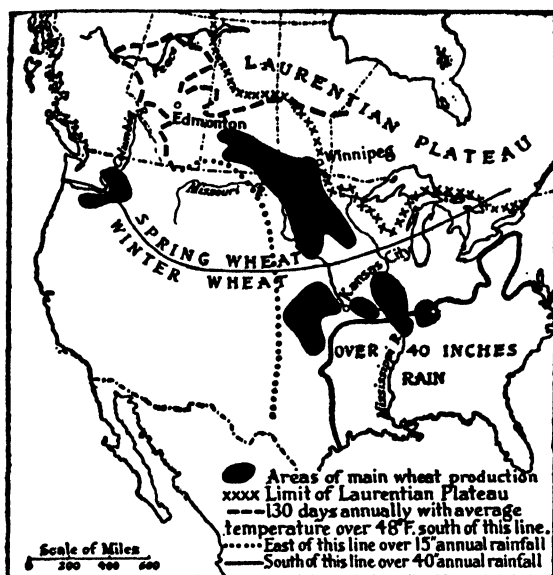 LAURENTIAN PLATEAU
Edmonton
Winnipeg
Missouri
SPRING WHEAT
WINTER WHEAT
Kansas City
OVER 40 INCHES
RAIN
Mississippi R.
Areas of main wheat production
xxxx Limit of Laurentian Plateau
130 days annually with average
temperature over 48°F. south of this line.
East of this line over 15" annual rainfall
Scale of Miles
South of this line over 40" annual rainfall
0 200 400 600